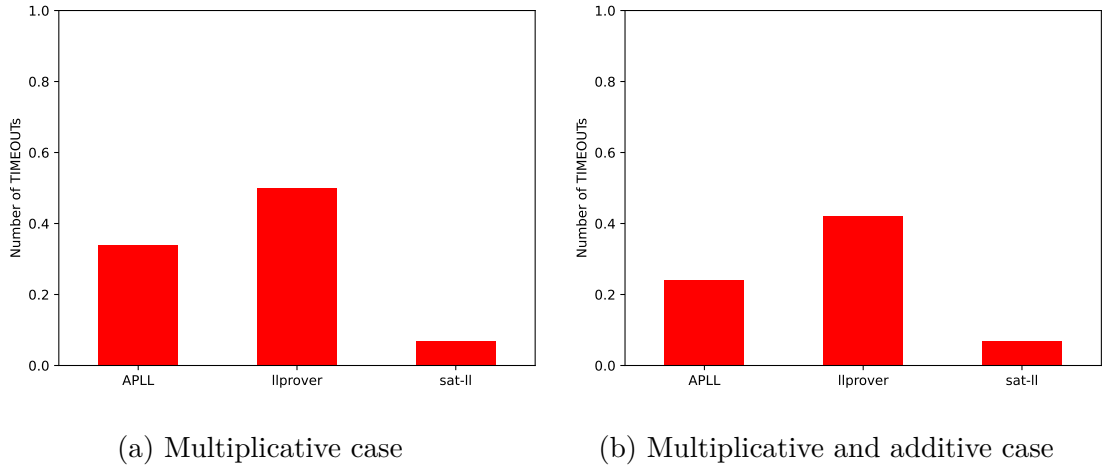 1.0
0.8
0.6
0.4
0.2
0.0
Number of TIMEOUTs
APLL llprover sat-ll
(a) Multiplicative case
1.0
0.8
0.6
0.4
0.2
0.0
Number of TIMEOUTs
APLL llprover sat-ll
(b) Multiplicative and additive case